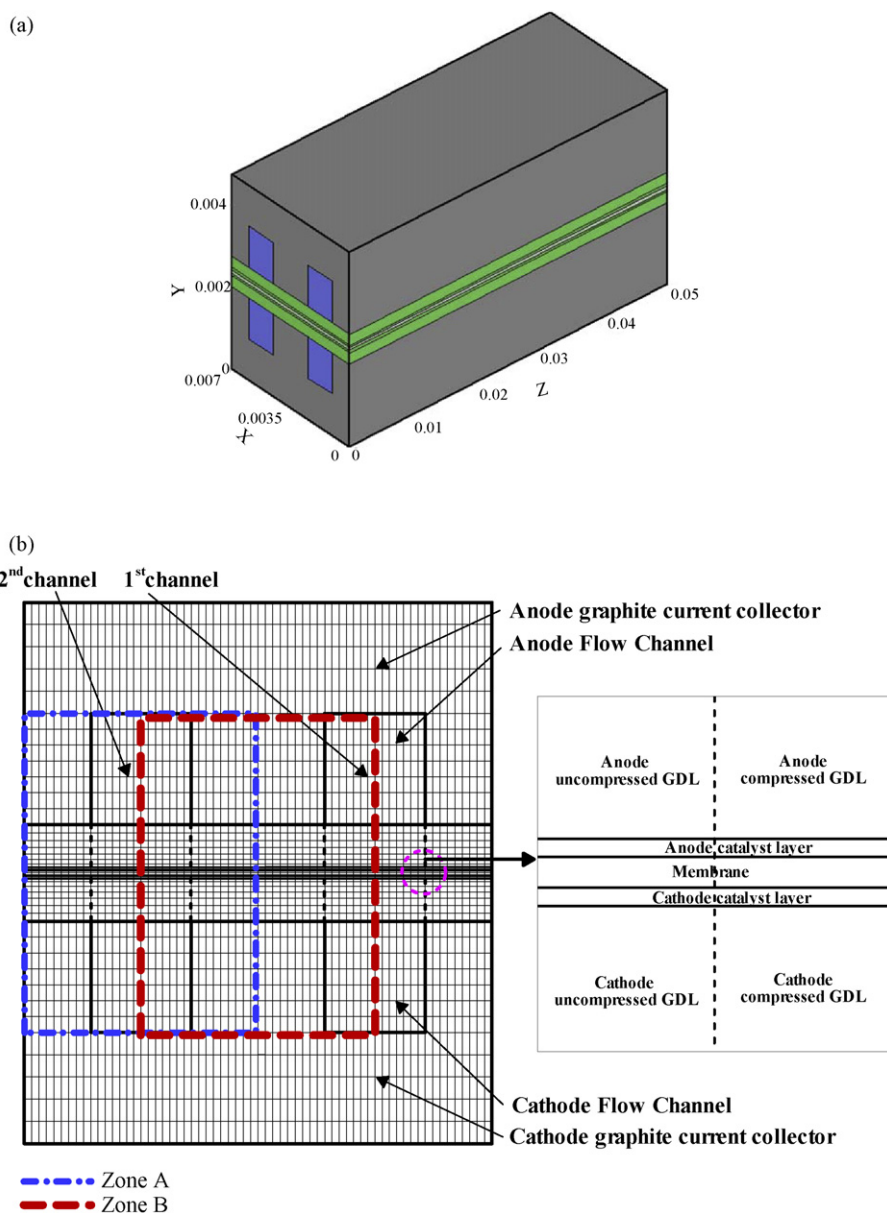 (a)
0.004
Y
0.002
0
0.007
0.0035
X
0 0
0.01
0.02
0.03
Z
0.04
0.05
(b)
2nd channel 1st channel
Anode graphite current collector
Anode Flow Channel
Anode
uncompressed GDL
Anode
compressed GDL
Anode catalyst layer
Membrane
Cathode catalyst layer
Cathode
uncompressed GDL
Cathode
compressed GDL
Cathode Flow Channel
Cathode graphite current collector
Zone A
Zone B